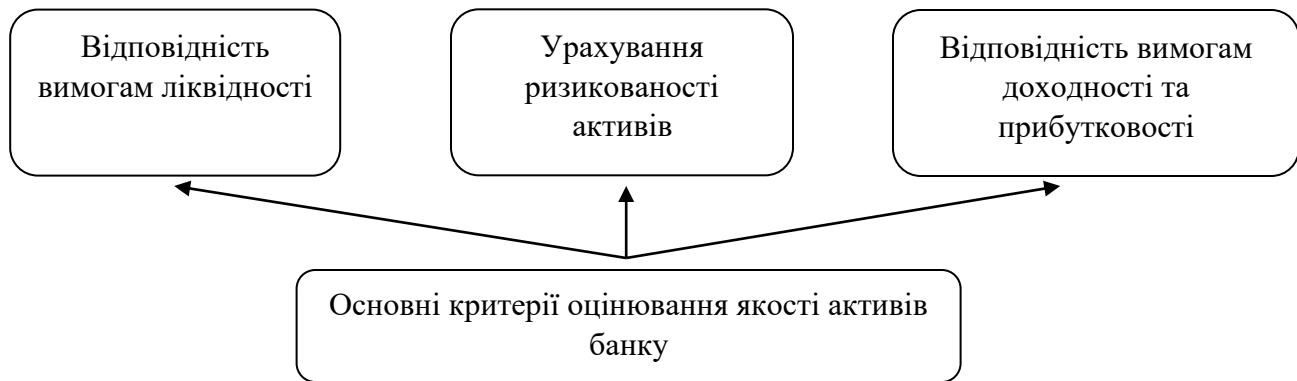 Відповідність
вимогам ліквідності
Урахування
ризикованості
активів
Відповідність вимогам
доходності та
прибутковості
Основні критерії оцінювання якості активів
банку